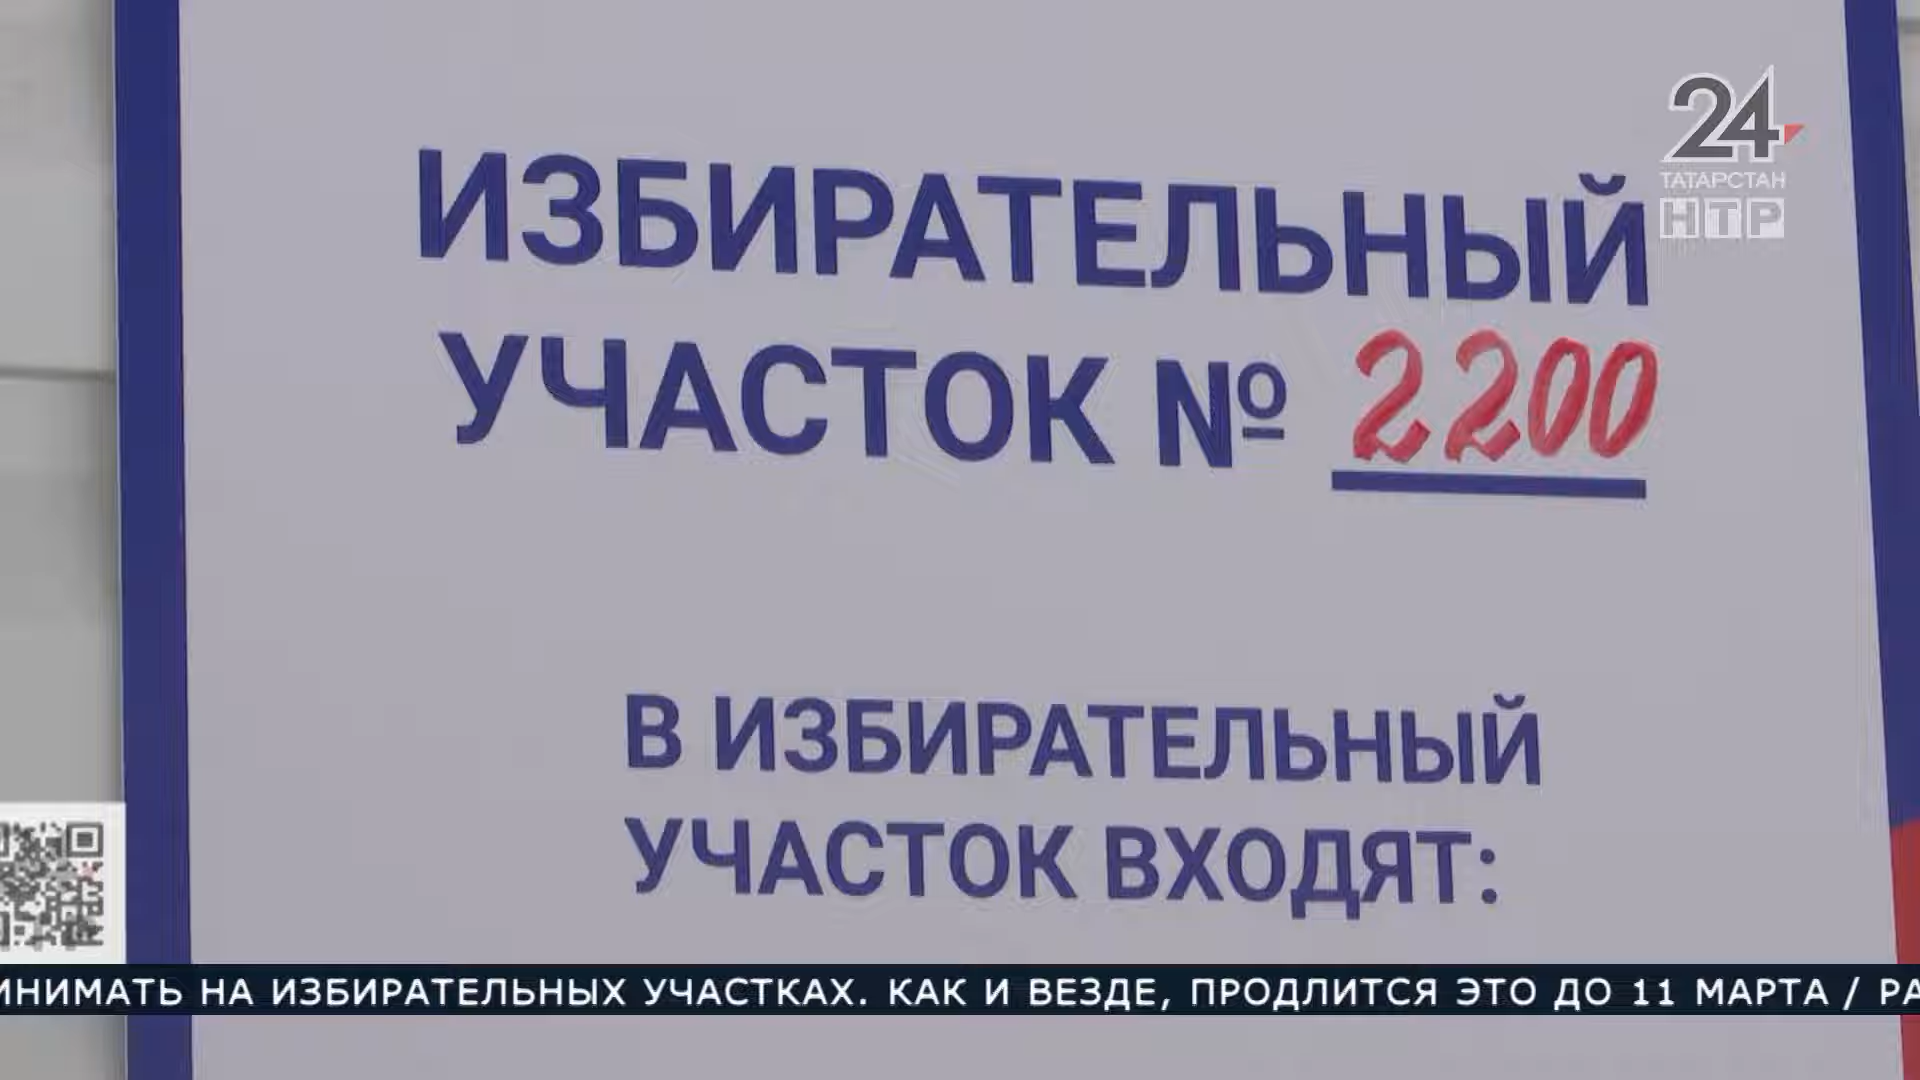 24
ТАТАРСТАН
НТР
ИЗБИРАТЕЛЬНЫЙ
УЧАСТОК № 2200
В ИЗБИРАТЕЛЬНЫЙ
УЧАСТОК ВХОДЯТ:
ИНИМАТЬ НА ИЗБИРАТЕЛЬНЫХ УЧАСТКАХ. КАК И ВЕЗДЕ, ПРОДЛИТСЯ ЭТО ДО 11 МАРТА / РА